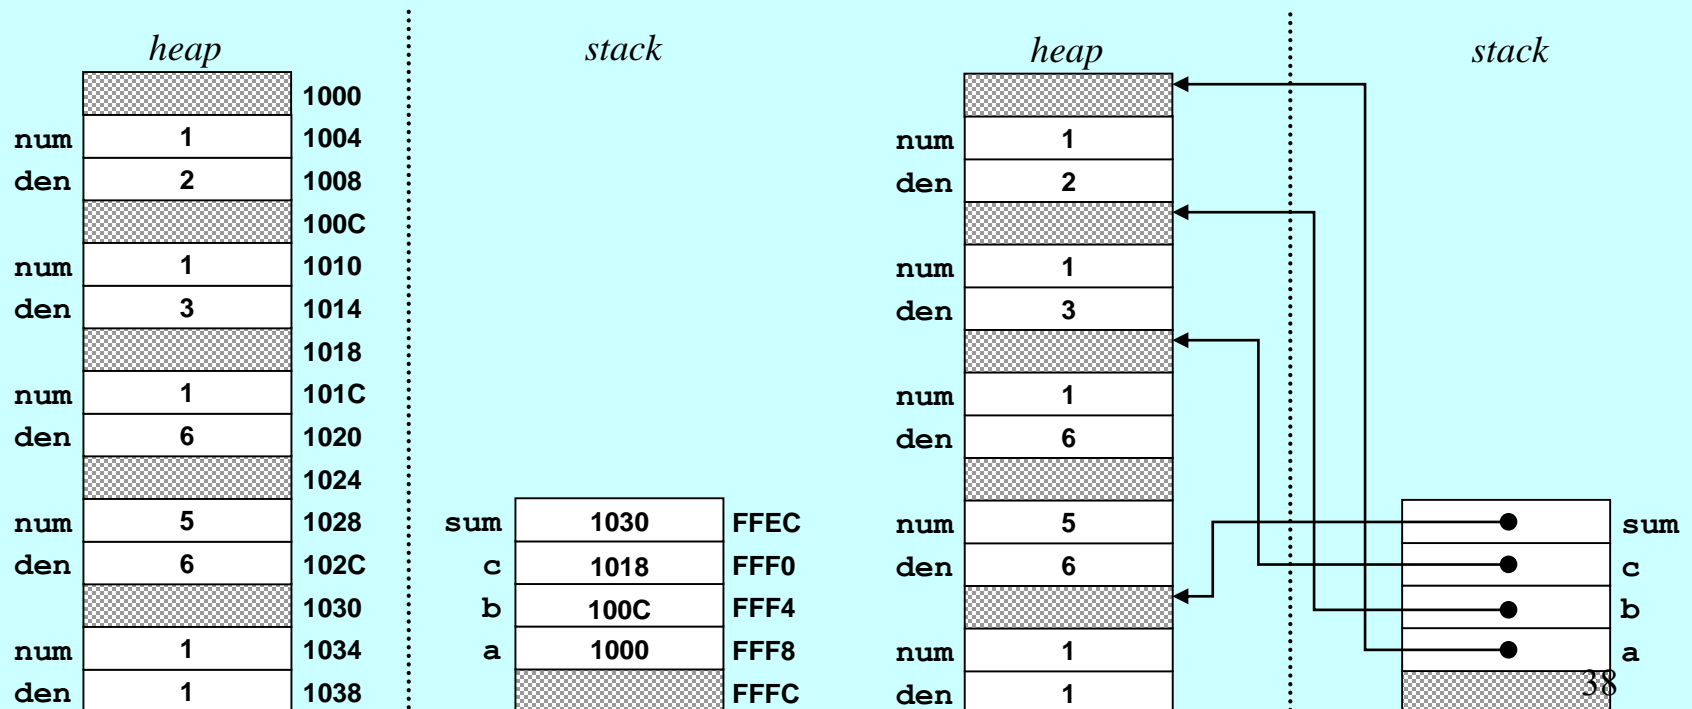 heap stack heap stack
1000
num 1 1004 num 1
den 2 1008 den 2
100C
num 1 1010 num 1
den 3 1014 den 3
1018
num 1 101C num 1
den 6 1020 den 6
1024
num 5 1028 sum 1030 FFEC num 5 sum
den 6 102C c 1018 FFF0 den 6 c
1030 b 100C FFF4 b
num 1 1034 a 1000 FFF8 num 1 a
den 1 1038 FFFC den 1 38